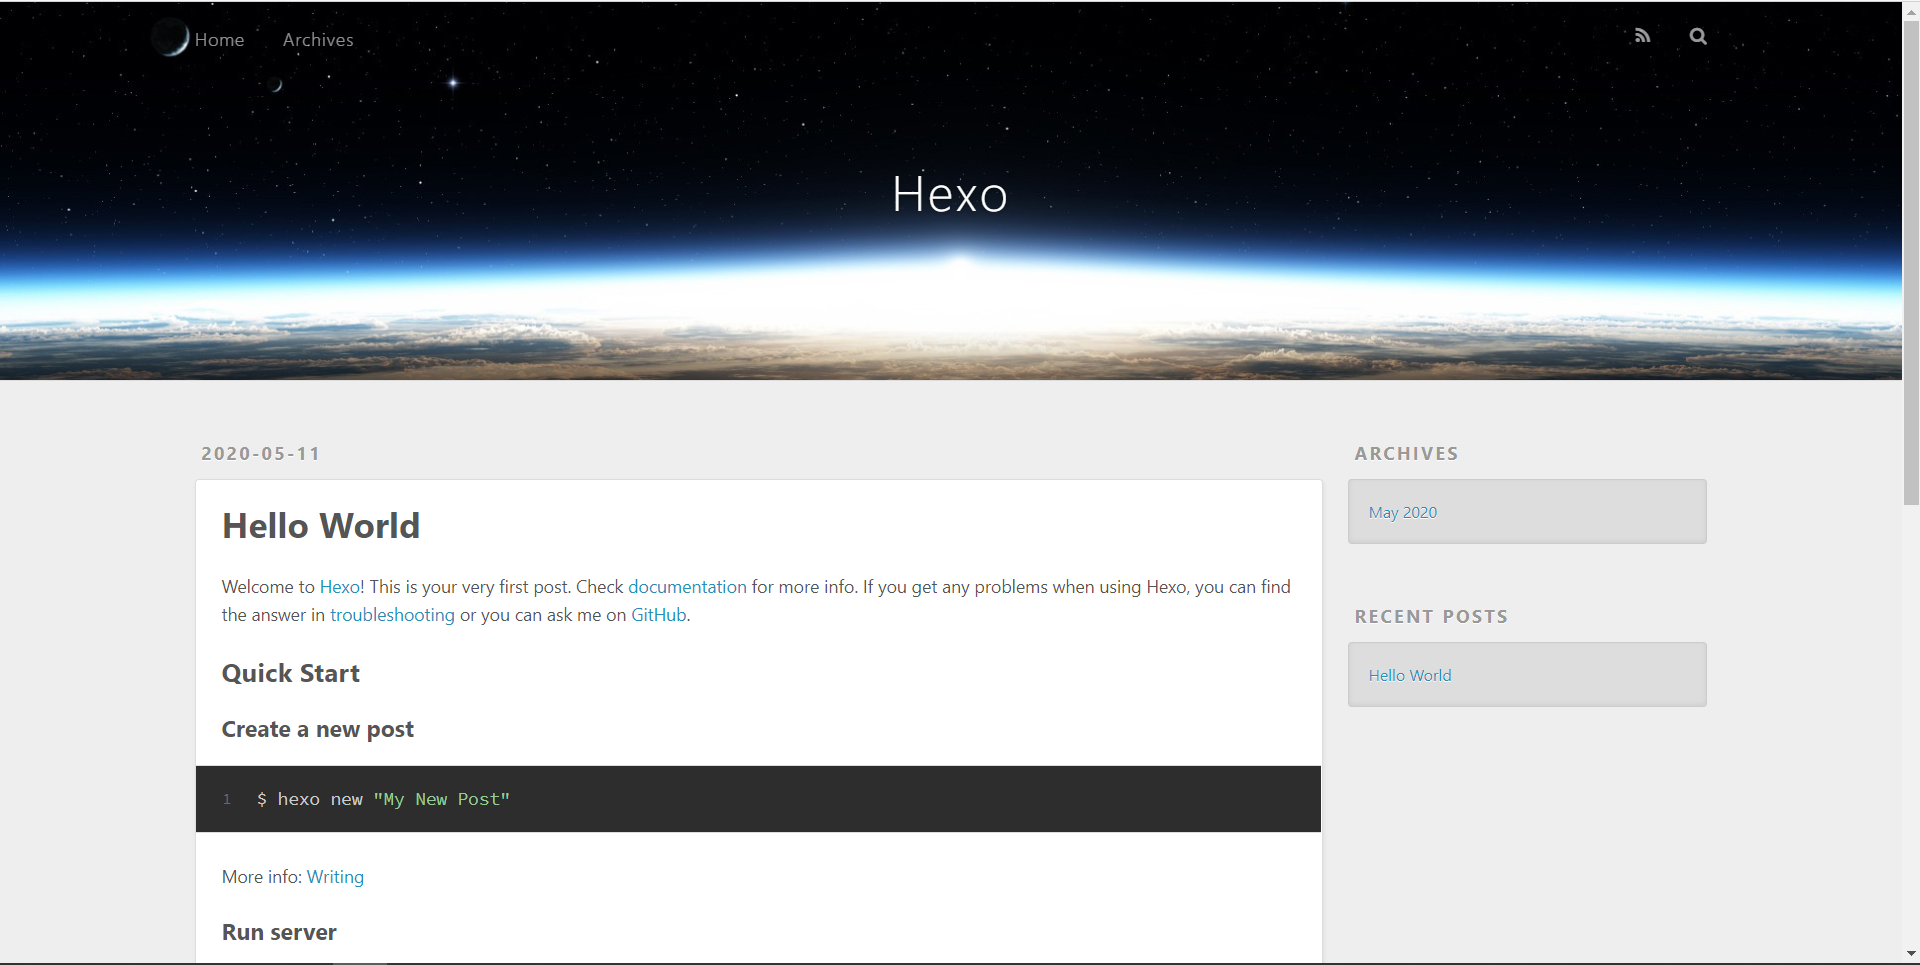 Home Archives
Hexo
2020-05-11
Hello World
Welcome to Hexo! This is your very first post. Check documentation for more info. If you get any problems when using Hexo, you can find
the answer in troubleshooting or you can ask me on GitHub.
Quick Start
Create a new post
1 $ hexo new "My New Post"
More info: Writing
Run server
ARCHIVES
May 2020
RECENT POSTS
Hello World